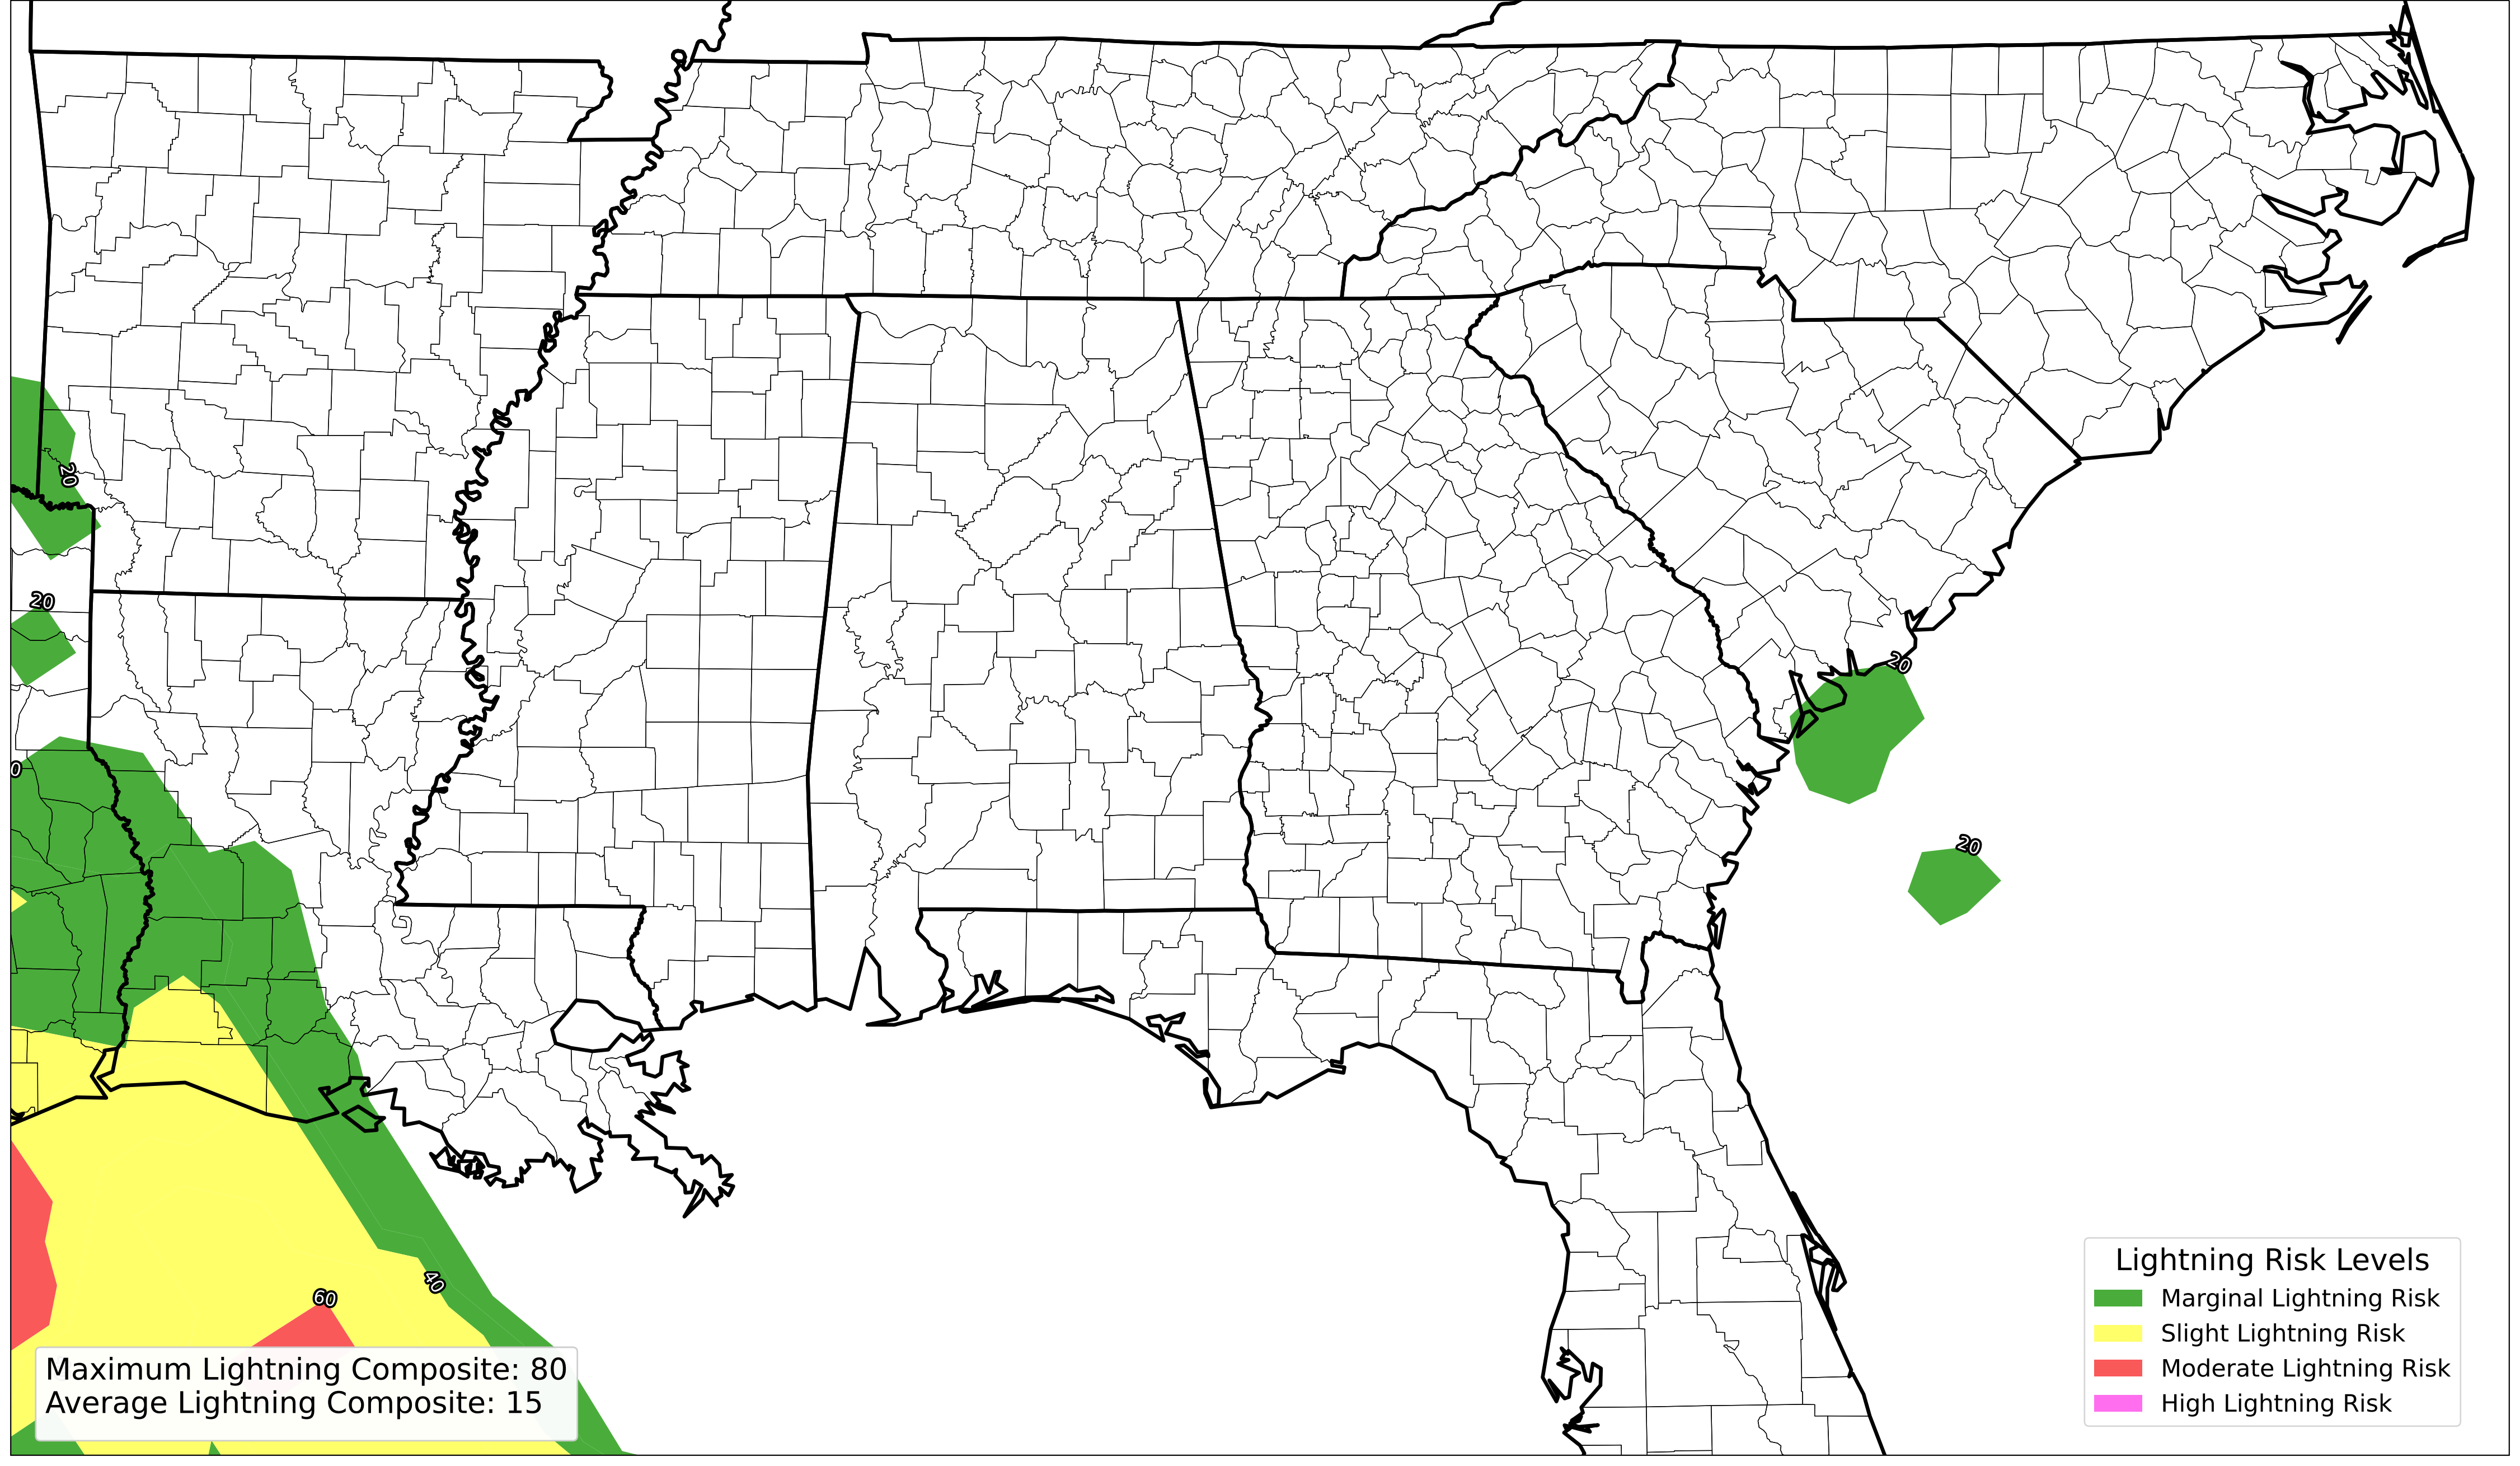 20
20
0
20
20
40
60
Maximum Lightning Composite: 80
Average Lightning Composite: 15
Lightning Risk Levels
Marginal Lightning Risk
Slight Lightning Risk
Moderate Lightning Risk
High Lightning Risk